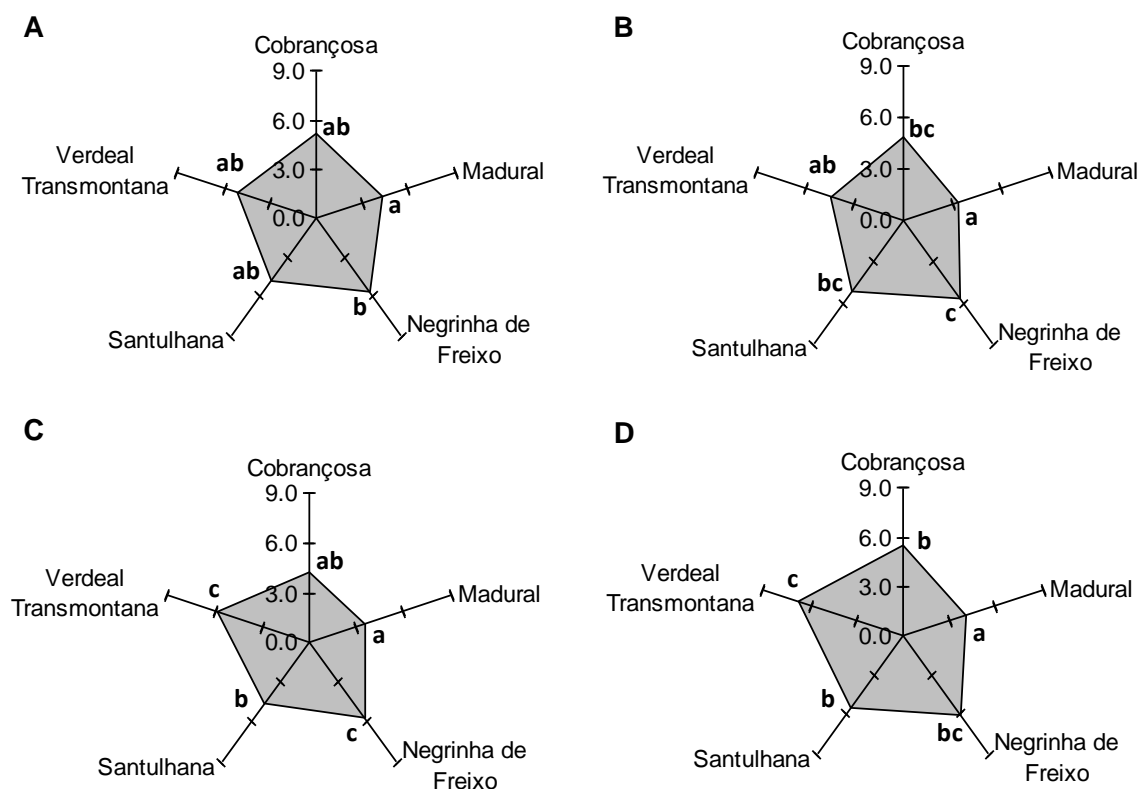 A
Cobrançosa
9.0
6.0
ab
Verdeal
Transmontana
ab
3.0
Madural
0.0
a
ab
b
Santulhana
Negrinha de
Freixo
B
Cobrançosa
9.0
6.0
bc
Verdeal
Transmontana
ab
3.0
Madural
0.0
a
bc
c
Santulhana
Negrinha de
Freixo
C
Cobrançosa
9.0
6.0
ab
Verdeal
Transmontana
c
3.0
Madural
0.0
a
b
c
Santulhana
Negrinha de
Freixo
D
Cobrançosa
9.0
6.0
b
Verdeal
Transmontana
c
3.0
Madural
0.0
a
b
bc
Santulhana
Negrinha de
Freixo